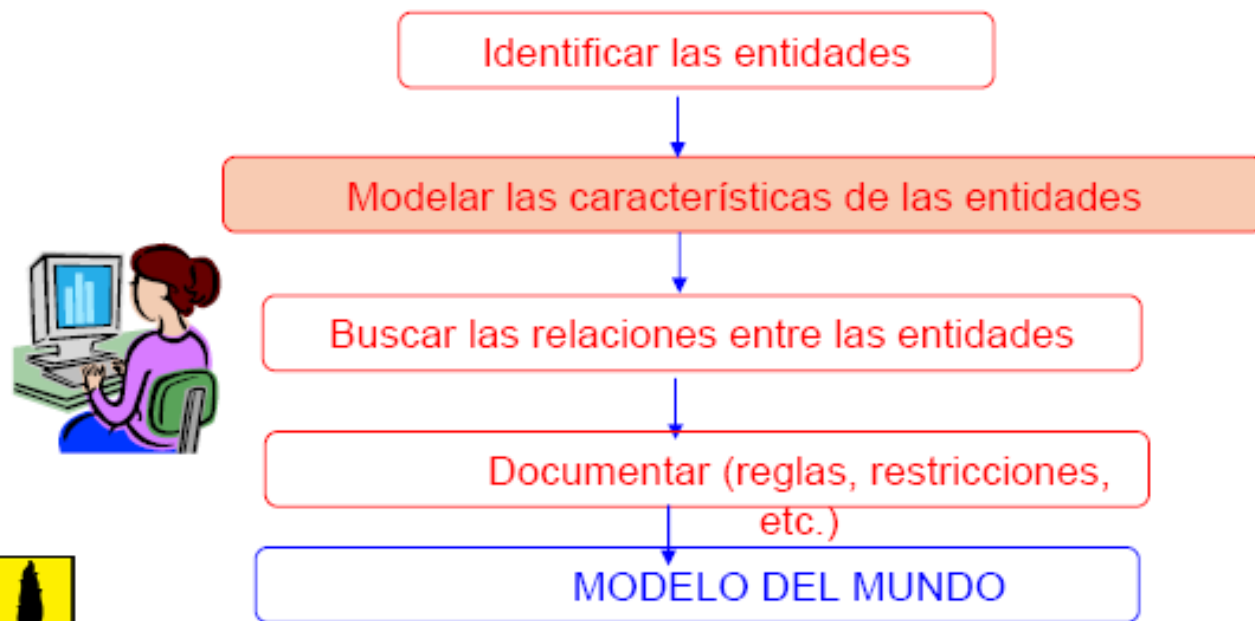 Identificar las entidades
Modelar las característícas de las entidades
Buscar las relaciones entre las entidades
Documentar (reglas, restricciones,
etc.)
MODELO DEL MUNDO